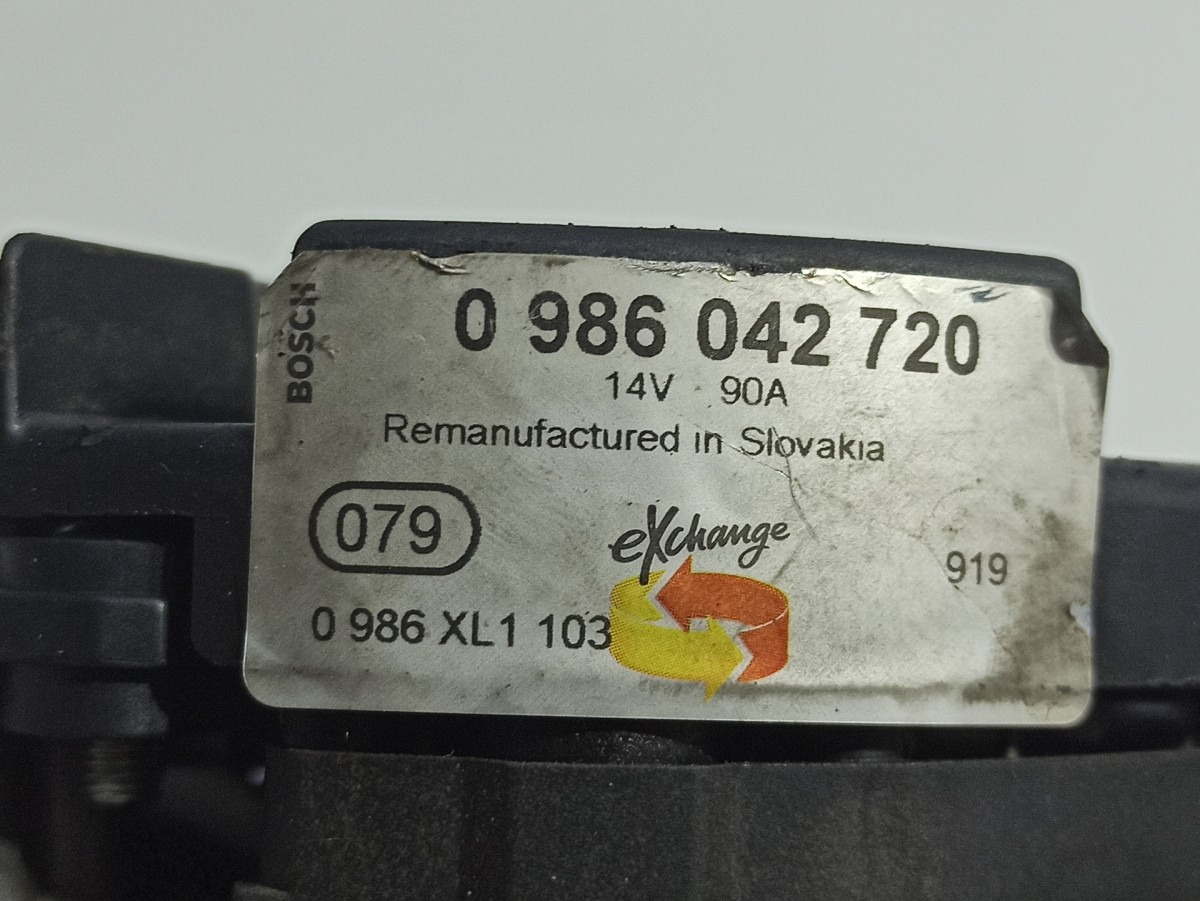 BOSCH
0 986 042 720
14V 90A
Remanufactured in Slovakia
079
eXchange
919
0 986 XL1 103